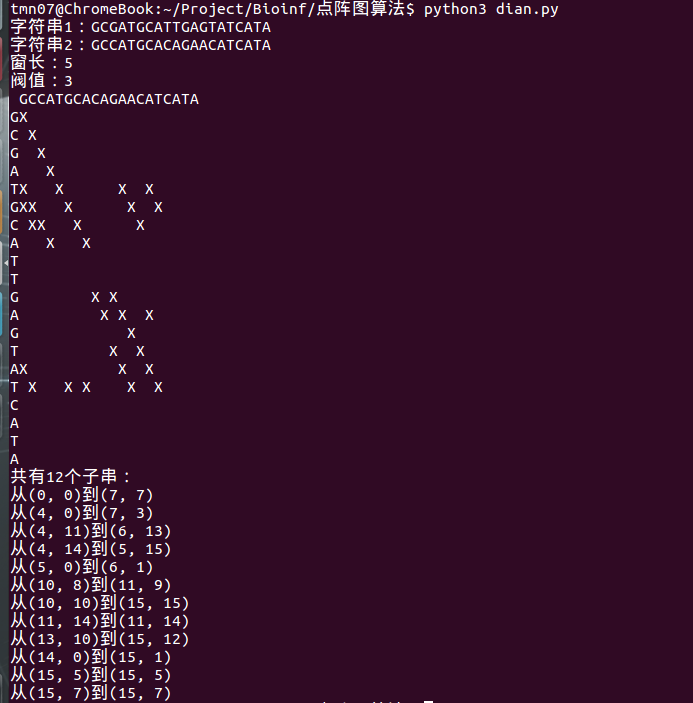 tmn07@ChromeBook:~/Project/Bioinf/点阵图算法$ python3 dian.py
字符串1：GCGATGCATTGAGTATCATA
字符串2：GCCATGCACAGAACATCATA
窗长：5
阀值：3
 GCCATGCACAGAACATCATA
GX
C X
G  X
A   X
TX   X      X  X
GXX   X      X  X
C XX   X      X
A   X   X
T
T
G        X X
A         X X  X
G            X
T          X  X
AX          X  X
T X   X X    X  X
C
A
T
A
共有12个子串：
从(0, 0)到(7, 7)
从(4, 0)到(7, 3)
从(4, 11)到(6, 13)
从(4, 14)到(5, 15)
从(5, 0)到(6, 1)
从(10, 8)到(11, 9)
从(10, 10)到(15, 15)
从(11, 14)到(11, 14)
从(13, 10)到(15, 12)
从(14, 0)到(15, 1)
从(15, 5)到(15, 5)
从(15, 7)到(15, 7)